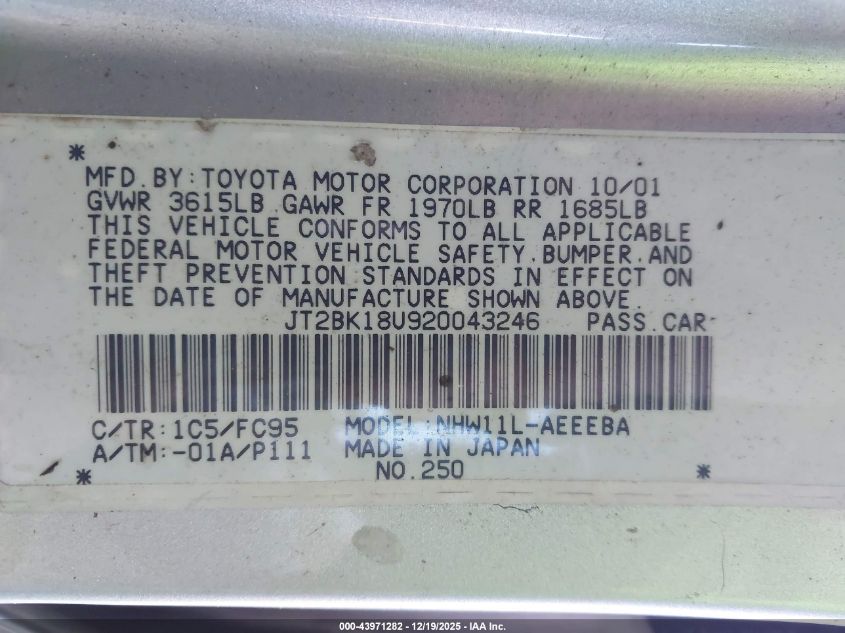 *
MFD.BY:TOYOTA MOTOR CORPORATION 10/01
GVWR 3615LB GAWR FR 1970LB RR 1685LB
THIS VEHICLE CONFORMS TO ALL APPLICABLE
FEDERAL MOTOR VEHICLE SAFETY.BUMPER.AND
THEFT PREVENTION STANDARDS IN EFFECT ON
THE DATE OF MANUFACTURE SHOWN ABOVE.
JT2BK18U920043246 PASS.CAR
C/TR:1C5/FC95 MODEL:NHW11L-AEEEBA
A/TM:-01A/P111 MADE IN JAPAN
* NO.250 *
000-43971282 - 12/19/2025 - IAA Inc.